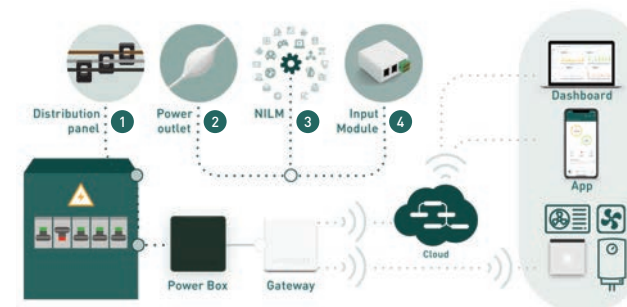 Distribution
panel
1
Power
outlet
2
NILM
3
Input
Module
4
Dashboard
App
Cloud
Power Box
Gateway